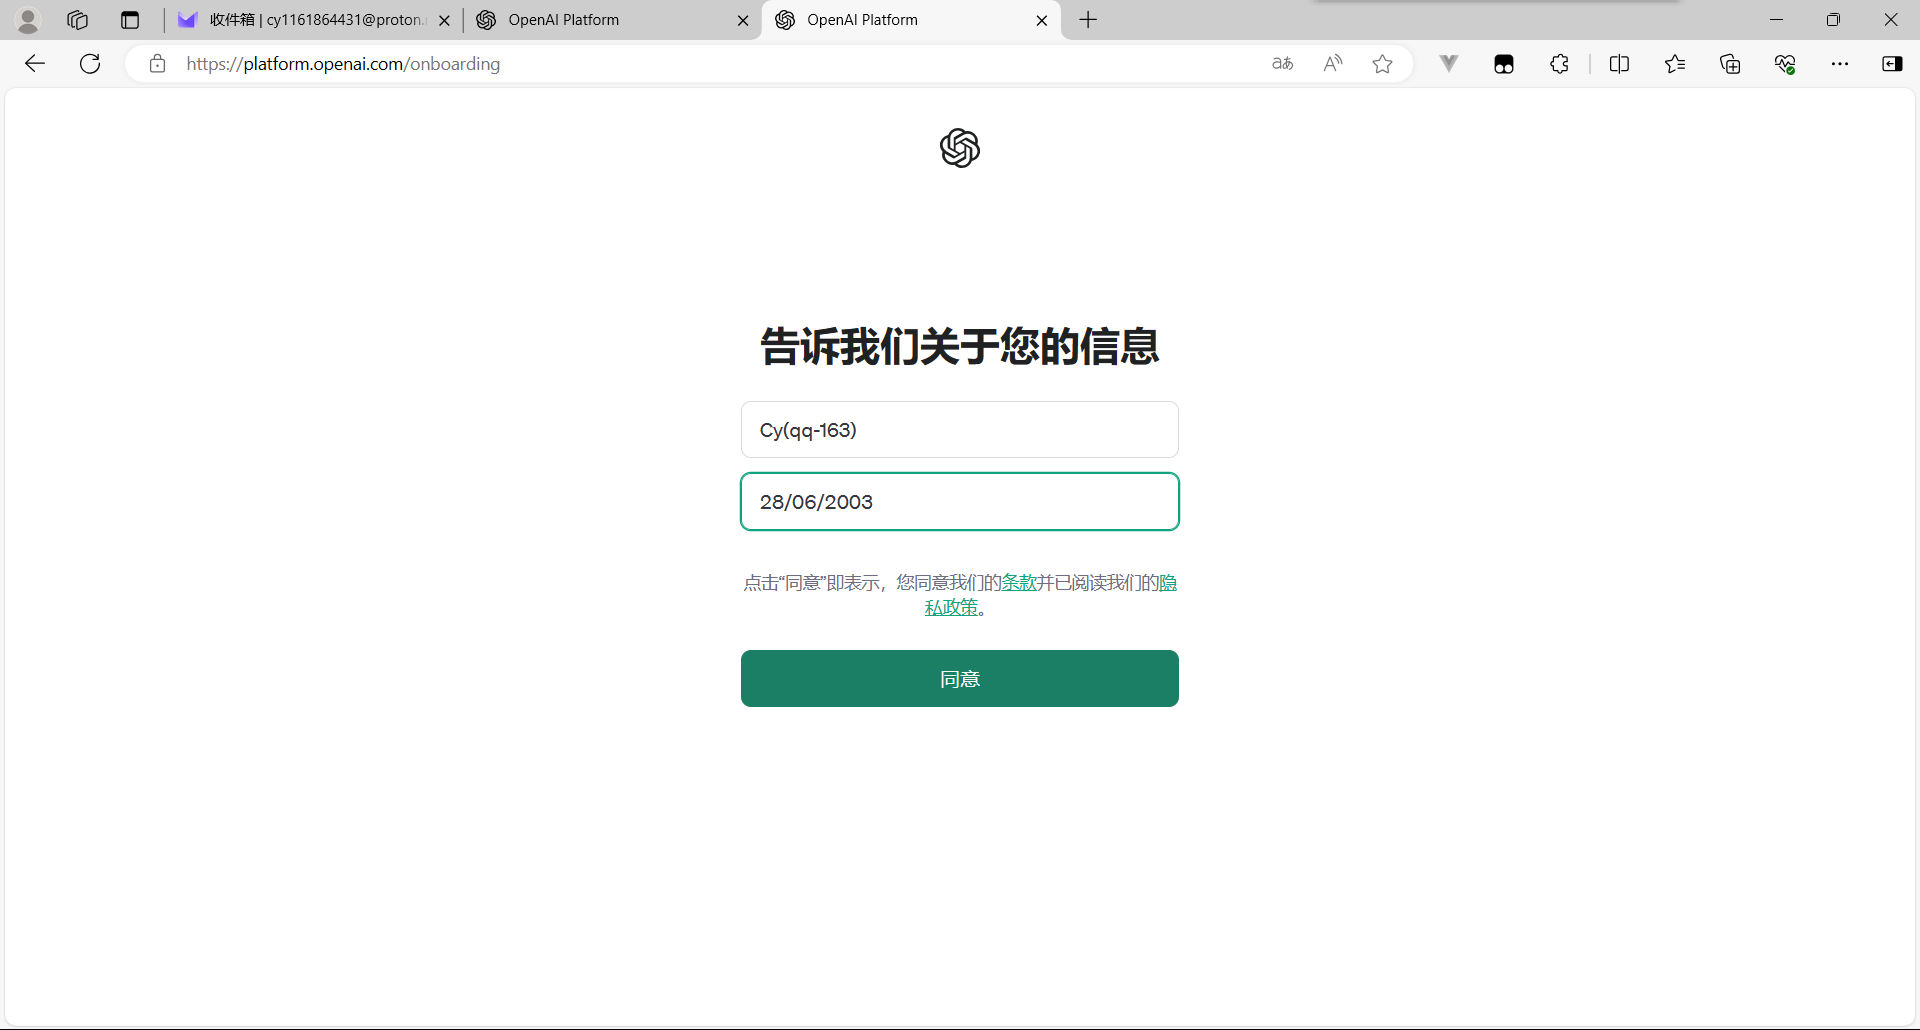 收件箱 | cy1161864431@proton.
OpenAI Platform
OpenAI Platform
https://platform.openai.com/onboarding
aあ
告诉我们关于您的信息
Cy(qq-163)
28/06/2003
点击“同意”即表示，您同意我们的条款并已阅读我们的隐
私政策。
同意